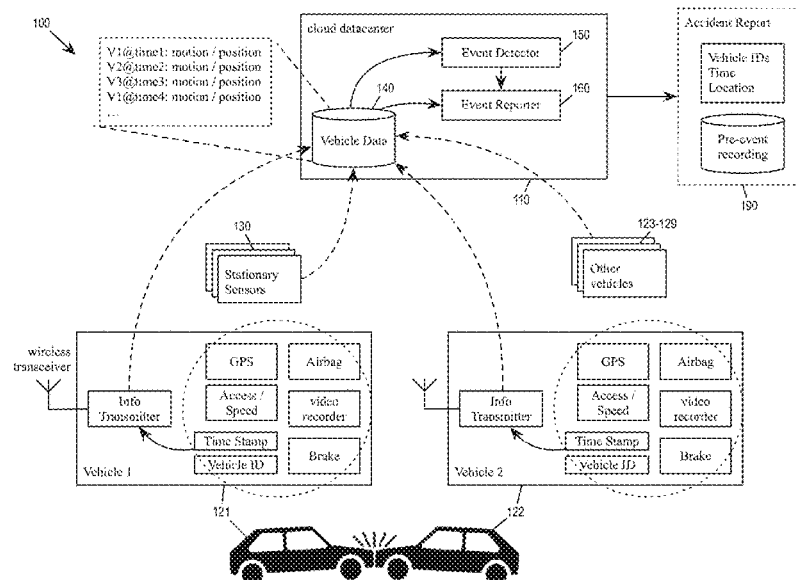 100
V1@time1: motion / position
V2@time2: motion / position
V3@time3: motion / position
V1@time4: motion / position
...
cloud datacenter
Event Detector
150
140
Event Reporter
160
Vehicle Data
110
Accident Report
Vehicle IDs
Time
Location
Pre-event
recording
190
130
Stationary
Sensors
123-129
Other
vehicles
wireless
transceiver
Info
Transmitter
GPS
Airbag
Access /
Speed
video
recorder
Time Stamp
Vehicle ID
Brake
Vehicle 1
121
Info
Transmitter
GPS
Airbag
Access /
Speed
video
recorder
Time Stamp
Vehicle ID
Brake
Vehicle 2
122